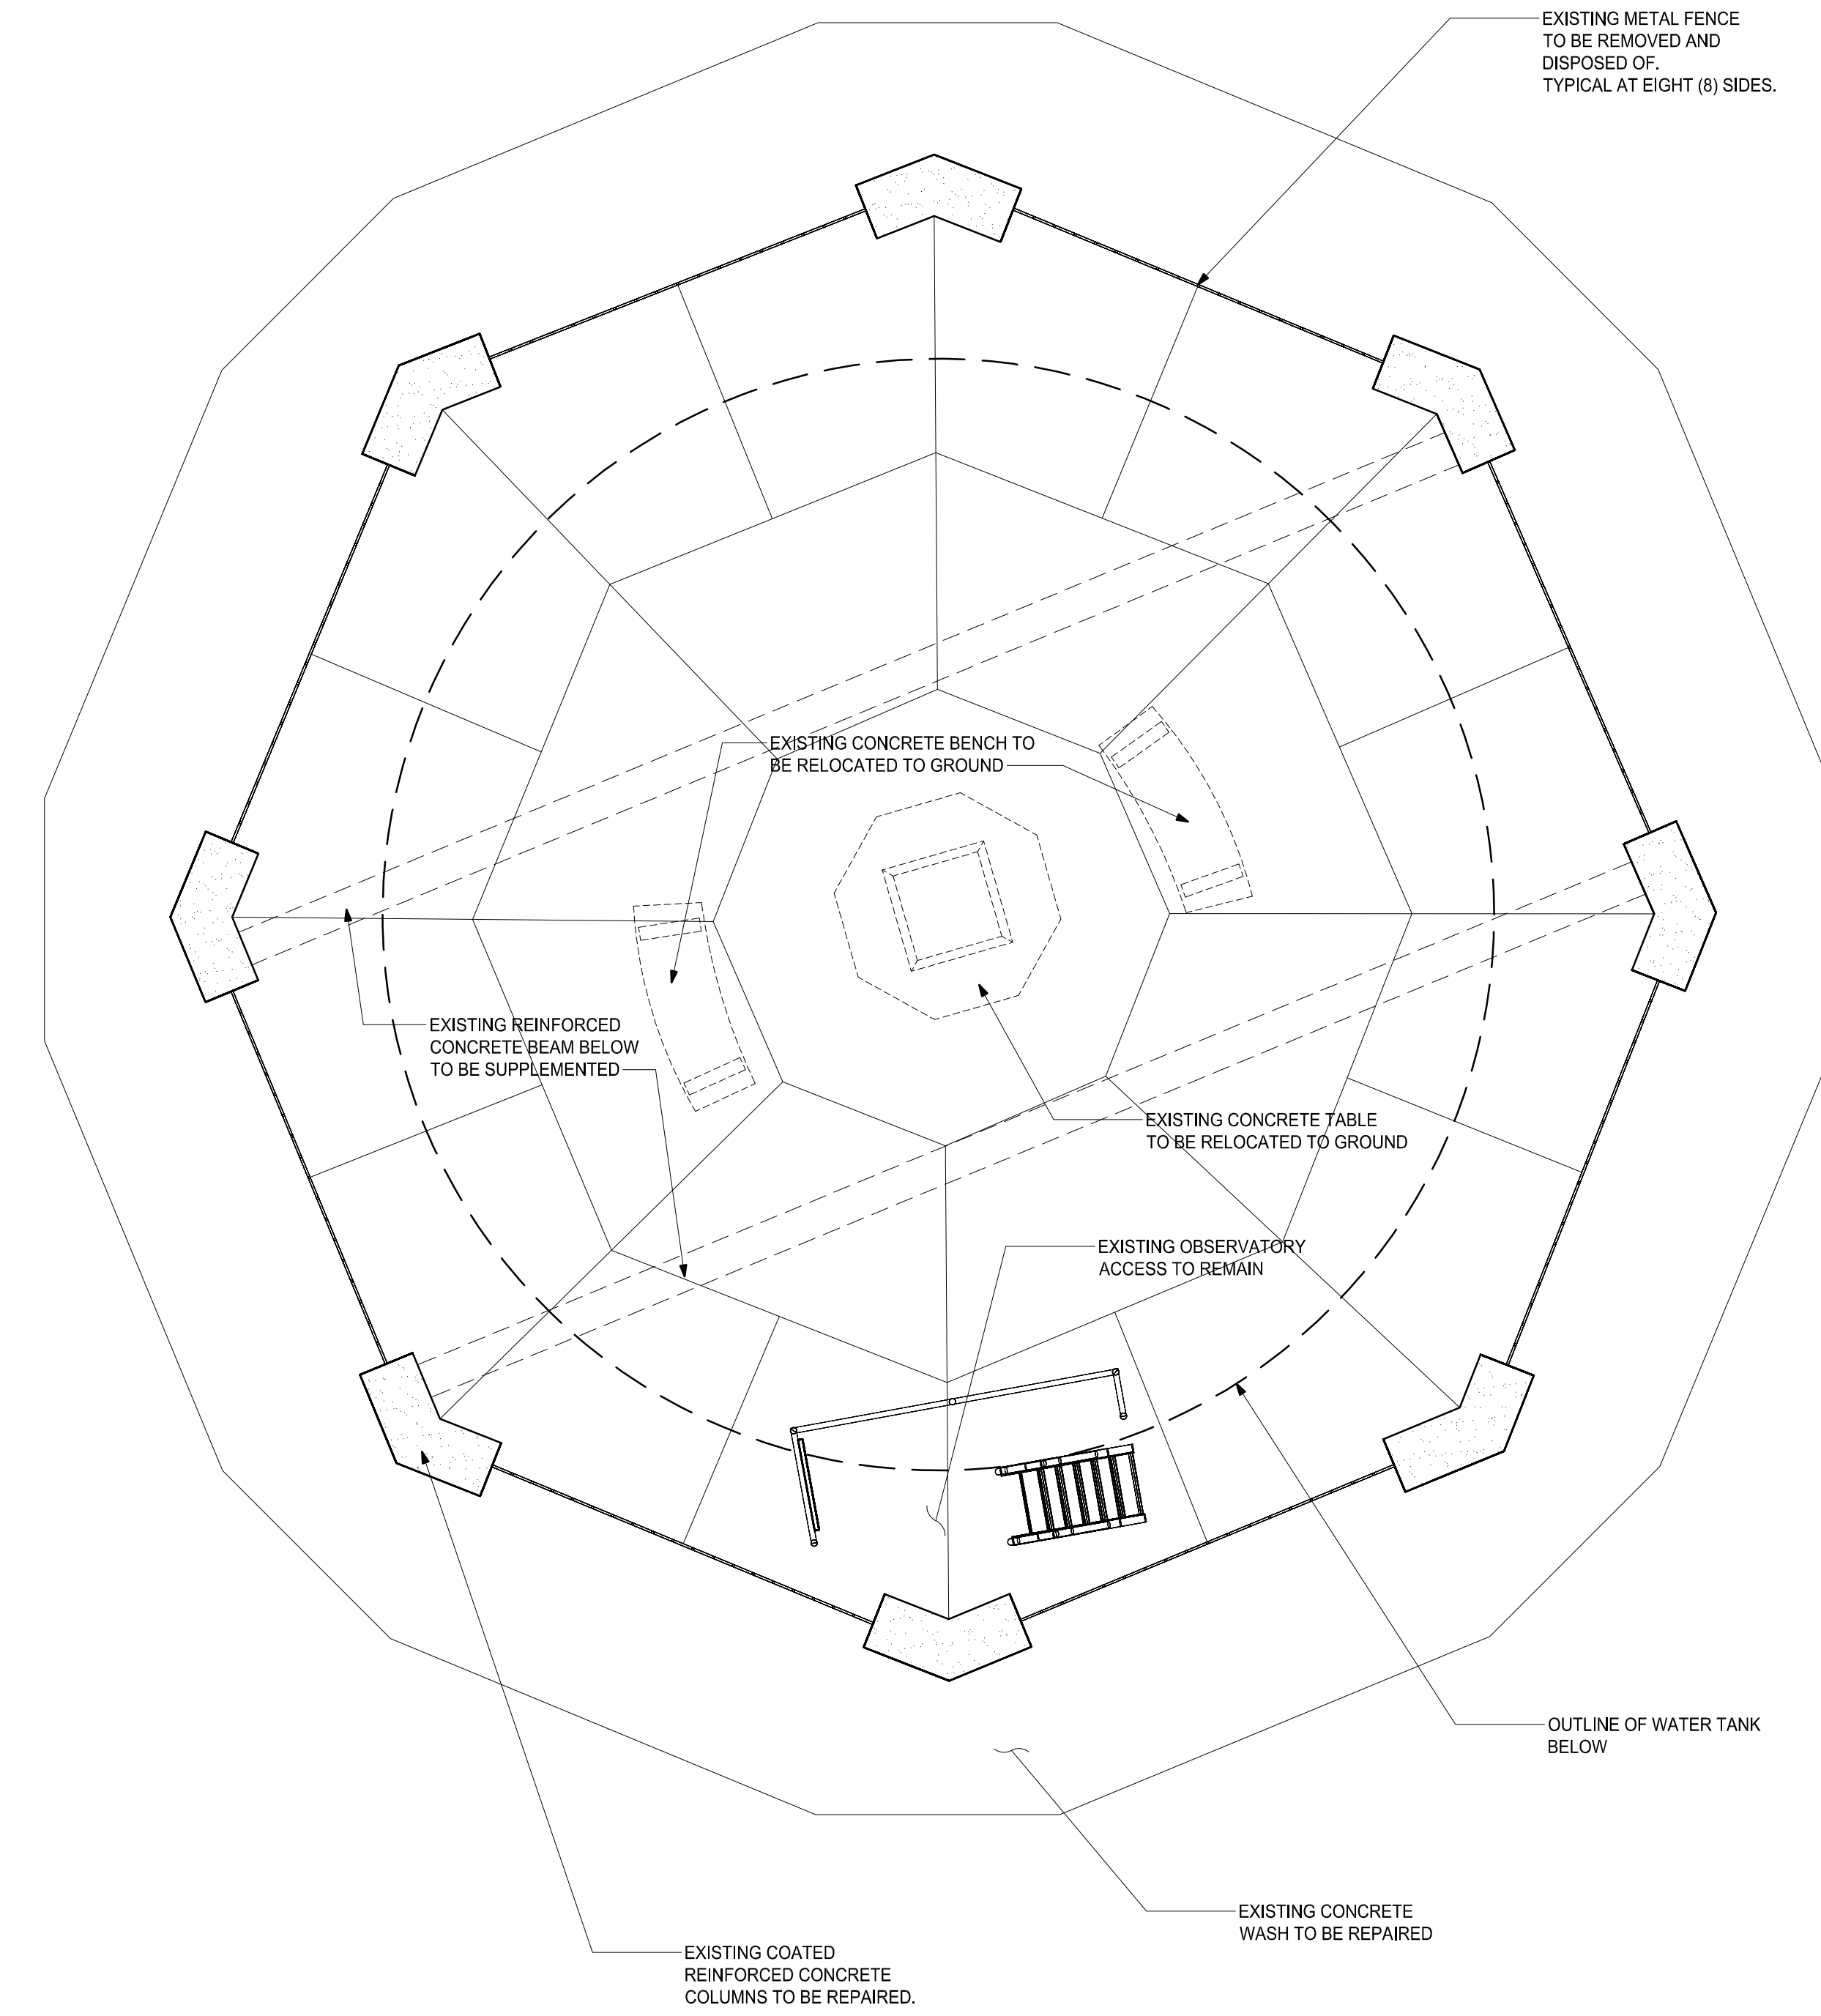 EXISTING METAL FENCE
TO BE REMOVED AND
DISPOSED OF.
TYPICAL AT EIGHT (8) SIDES.
EXISTING CONCRETE BENCH TO
BE RELOCATED TO GROUND
EXISTING REINFORCED
CONCRETE BEAM BELOW
TO BE SUPPLEMENTED
EXISTING CONCRETE TABLE
TO BE RELOCATED TO GROUND
EXISTING OBSERVATORY
ACCESS TO REMAIN
OUTLINE OF WATER TANK
BELOW
EXISTING CONCRETE
WASH TO BE REPAIRED
EXISTING COATED
REINFORCED CONCRETE
COLUMNS TO BE REPAIRED.